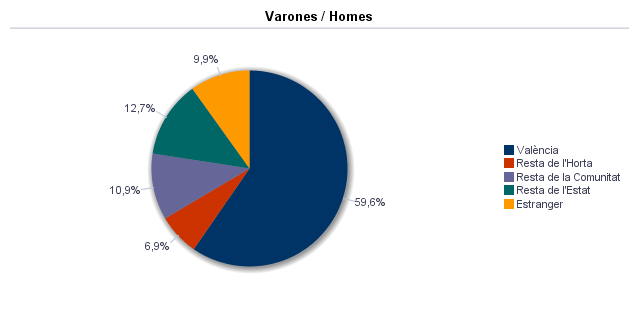 Varones / Homes
9,9%
12,7%
10,9%
6,9%
59,6%
València
Resta de l'Horta
Resta de la Comunitat
Resta de l'Estat
Estranger